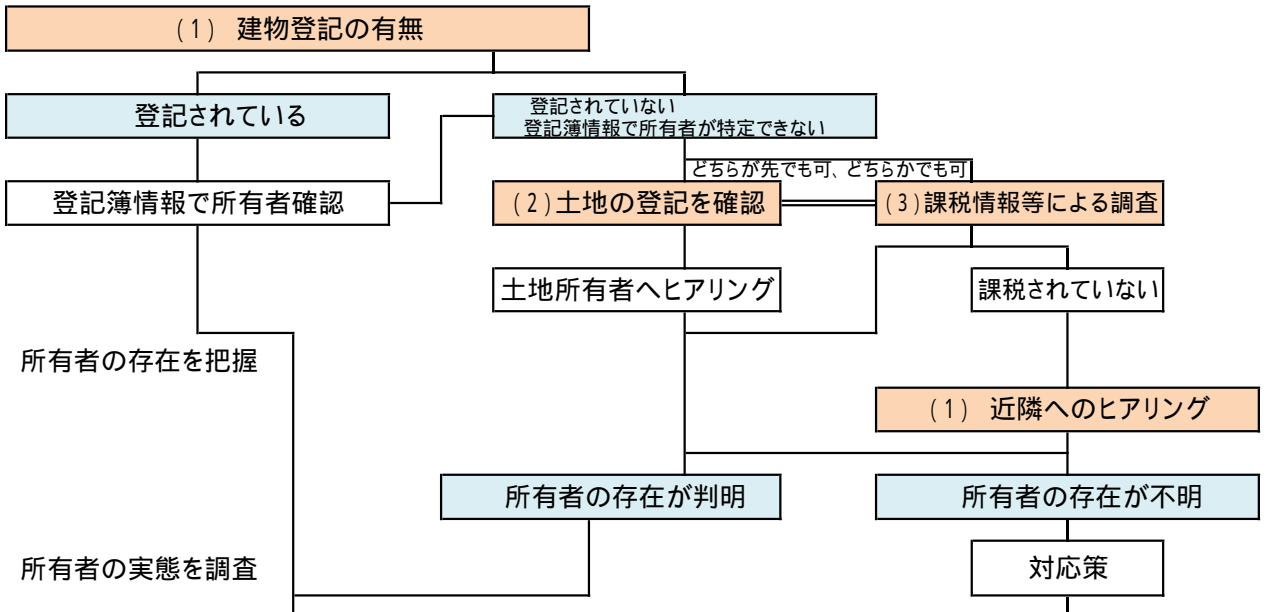 (1) 建物登記の有無
登記されている
登記されていない
登記簿情報で所有者が特定できない
どちらが先でも可、どちらかでも可
登記簿情報で所有者確認
(2)土地の登記を確認
(3)課税情報等による調査
土地所有者へヒアリング
課税されていない
所有者の存在を把握
(1) 近隣へのヒアリング
所有者の存在が判明
所有者の存在が不明
所有者の実態を調査
対応策